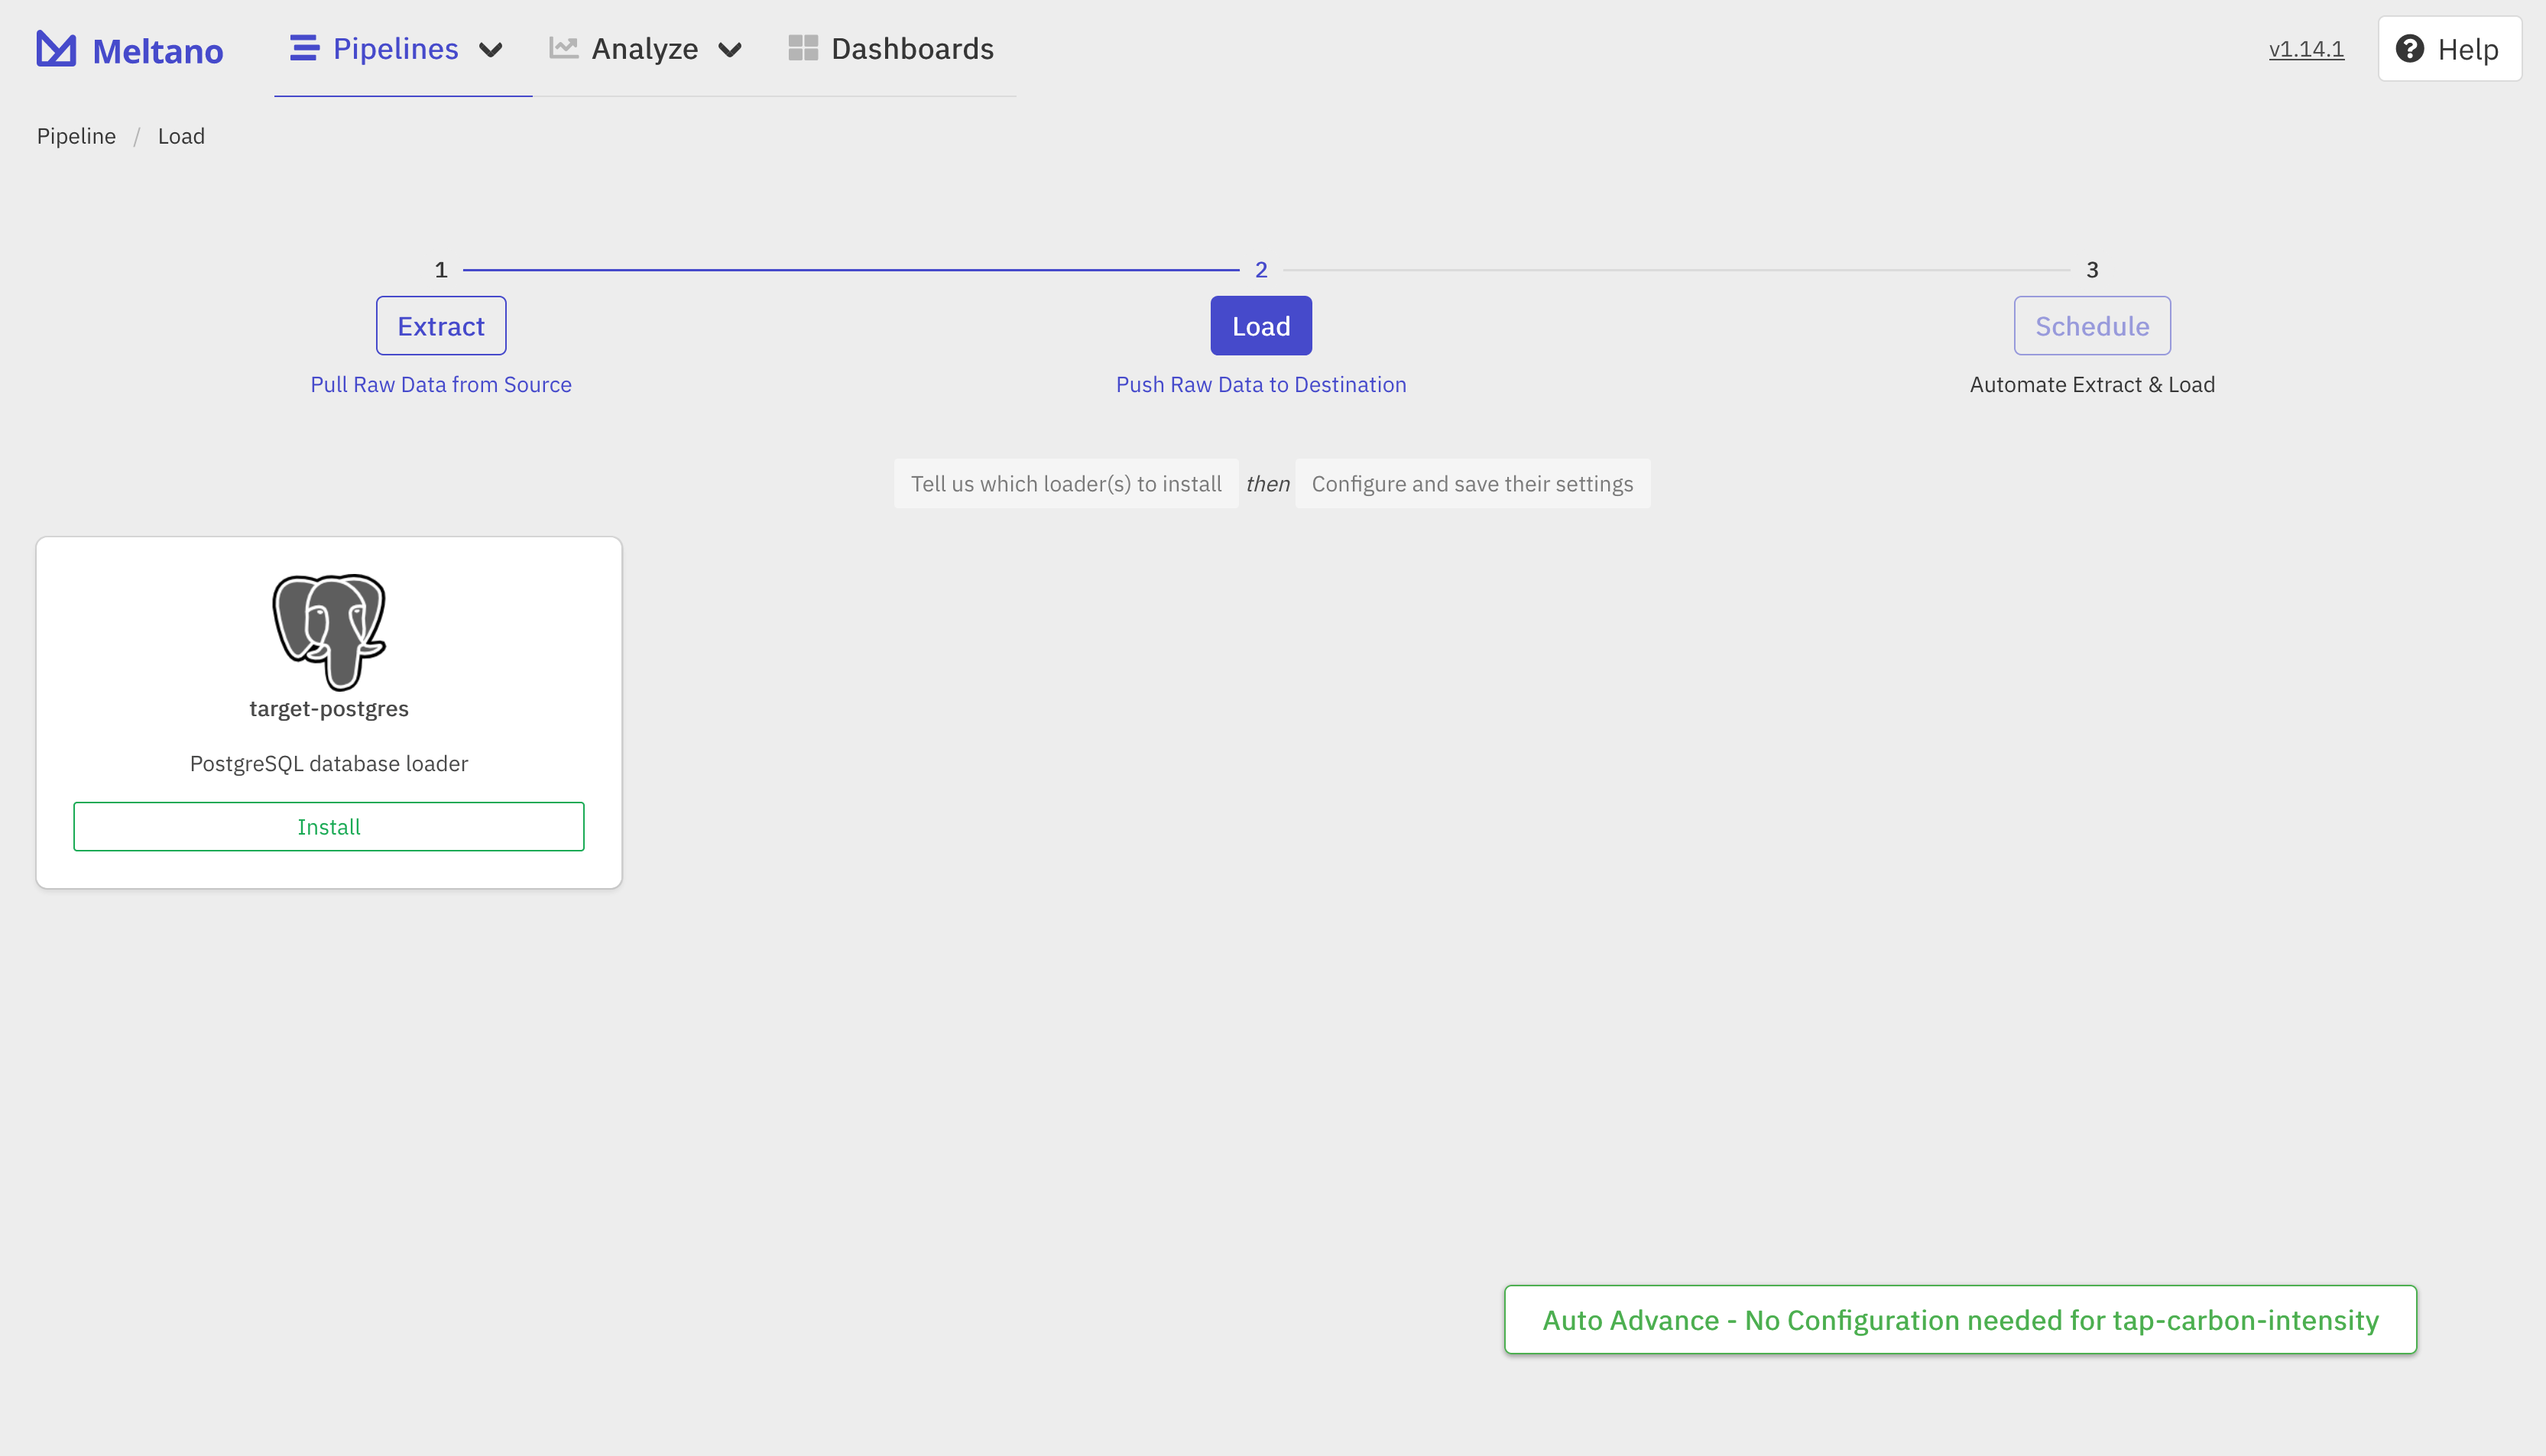 Meltano Pipelines Analyze Dashboards v1.14.1 Help
Pipeline / Load
1 2 3
Extract Load Schedule
Pull Raw Data from Source Push Raw Data to Destination Automate Extract & Load
Tell us which loader(s) to install then Configure and save their settings
target-postgres
PostgreSQL database loader
Install
Auto Advance - No Configuration needed for tap-carbon-intensity